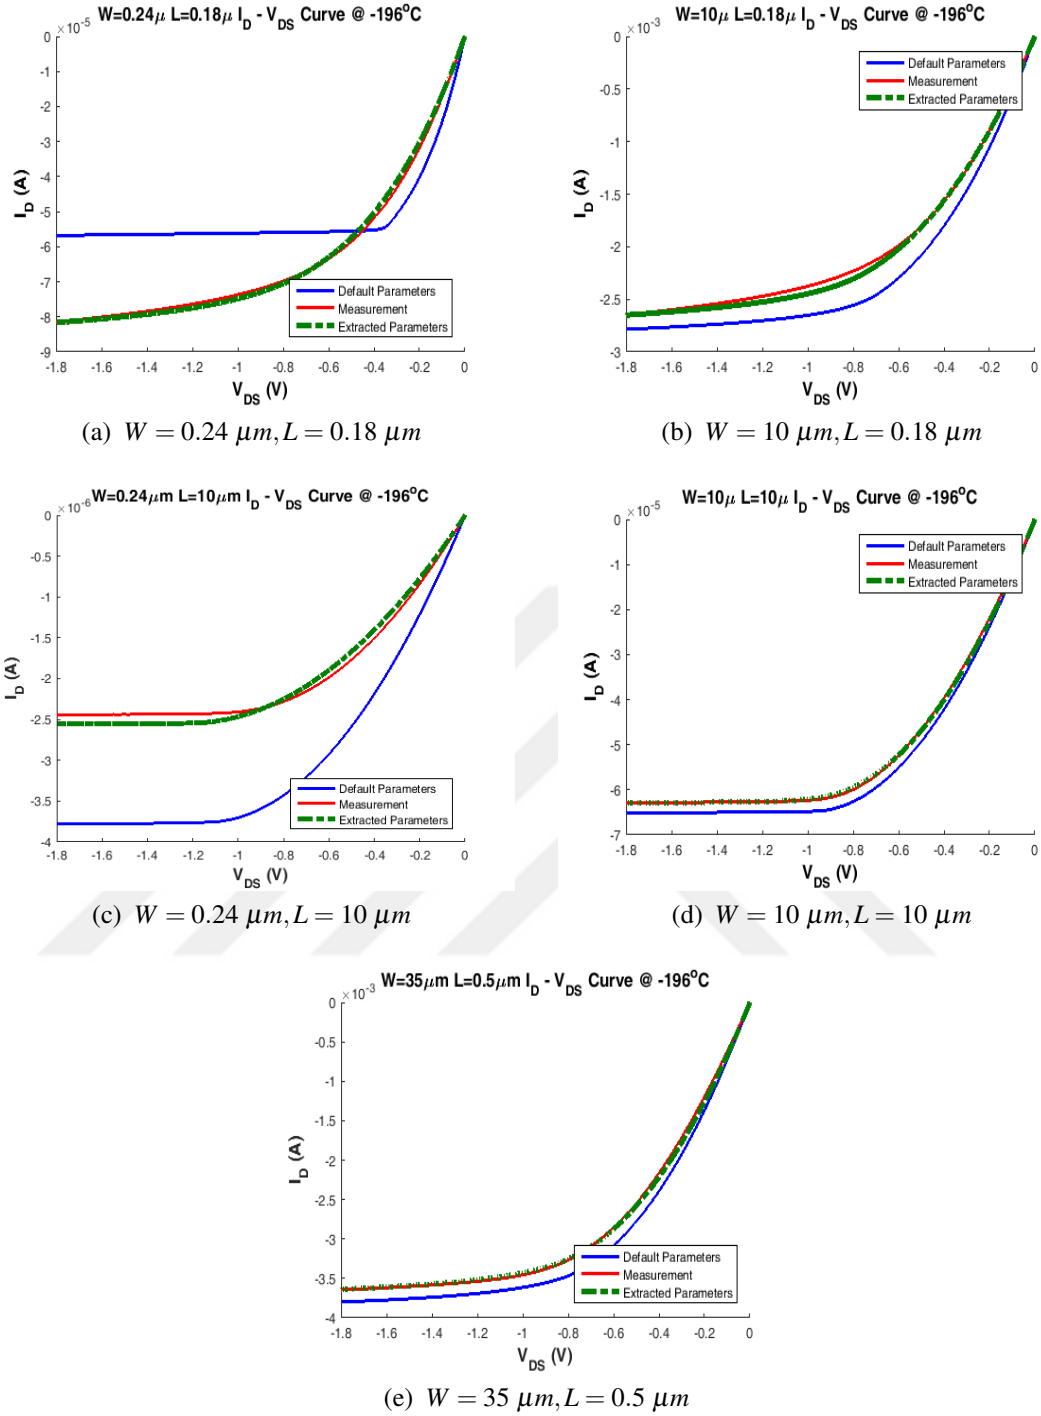 W=0.24μ L=0.18μ I_D - V_DS Curve @ -196°C
×10⁻⁵
0
-1
-2
-3
-4
-5
-6
-7
-8
-9
I_D (A)
Default Parameters
Measurement
Extracted Parameters
-1.8 -1.6 -1.4 -1.2 -1 -0.8 -0.6 -0.4 -0.2 0
V_DS (V)
(a) W = 0.24 μm, L = 0.18 μm
W=10μ L=0.18μ I_D - V_DS Curve @ -196°C
×10⁻³
0
-0.5
-1
-1.5
-2
-2.5
-3
I_D (A)
Default Parameters
Measurement
Extracted Parameters
-1.8 -1.6 -1.4 -1.2 -1 -0.8 -0.6 -0.4 -0.2 0
V_DS (V)
(b) W = 10 μm, L = 0.18 μm
W=0.24μm L=10μm I_D - V_DS Curve @ -196°C
×10⁻⁶
0
-0.5
-1
-1.5
-2
-2.5
-3
-3.5
-4
I_D (A)
Default Parameters
Measurement
Extracted Parameters
-1.8 -1.6 -1.4 -1.2 -1 -0.8 -0.6 -0.4 -0.2 0
V_DS (V)
(c) W = 0.24 μm, L = 10 μm
W=10μ L=10μ I_D - V_DS Curve @ -196°C
×10⁻⁵
0
-1
-2
-3
-4
-5
-6
-7
I_D (A)
Default Parameters
Measurement
Extracted Parameters
-1.8 -1.6 -1.4 -1.2 -1 -0.8 -0.6 -0.4 -0.2 0
V_DS (V)
(d) W = 10 μm, L = 10 μm
W=35μm L=0.5μm I_D - V_DS Curve @ -196°C
×10⁻³
0
-0.5
-1
-1.5
-2
-2.5
-3
-3.5
-4
I_D (A)
Default Parameters
Measurement
Extracted Parameters
-1.8 -1.6 -1.4 -1.2 -1 -0.8 -0.6 -0.4 -0.2 0
V_DS (V)
(e) W = 35 μm, L = 0.5 μm